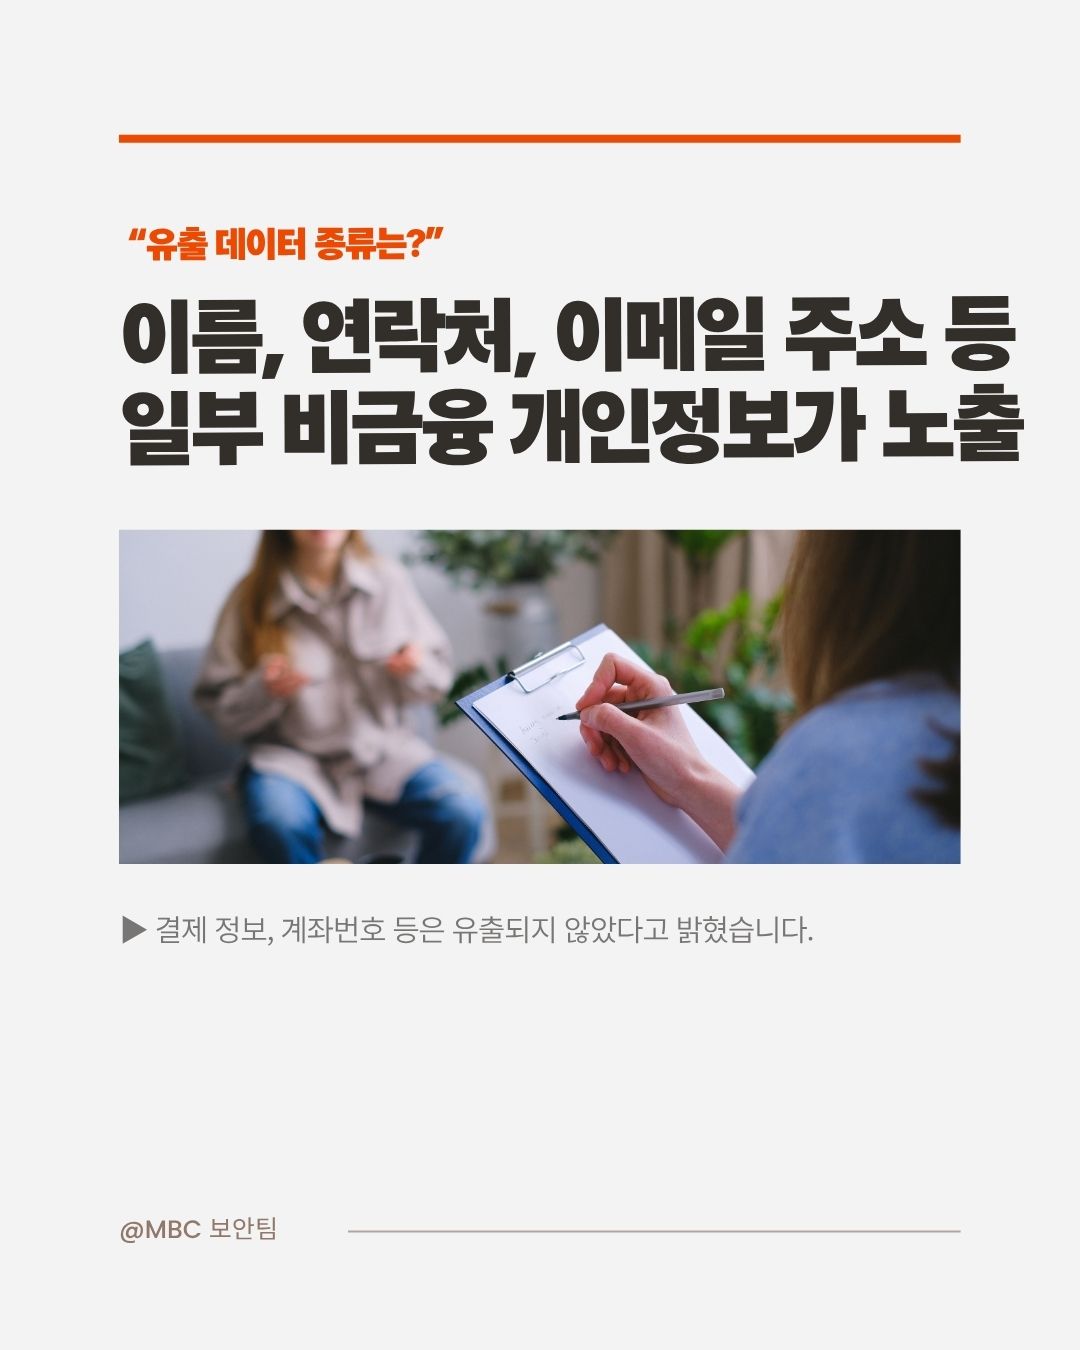 “유출 데이터 종류는?”
이름, 연락처, 이메일 주소 등
일부 비금융 개인정보가 노출
▶ 결제 정보, 계좌번호 등은 유출되지 않았다고 밝혔습니다.
@MBC 보안팀